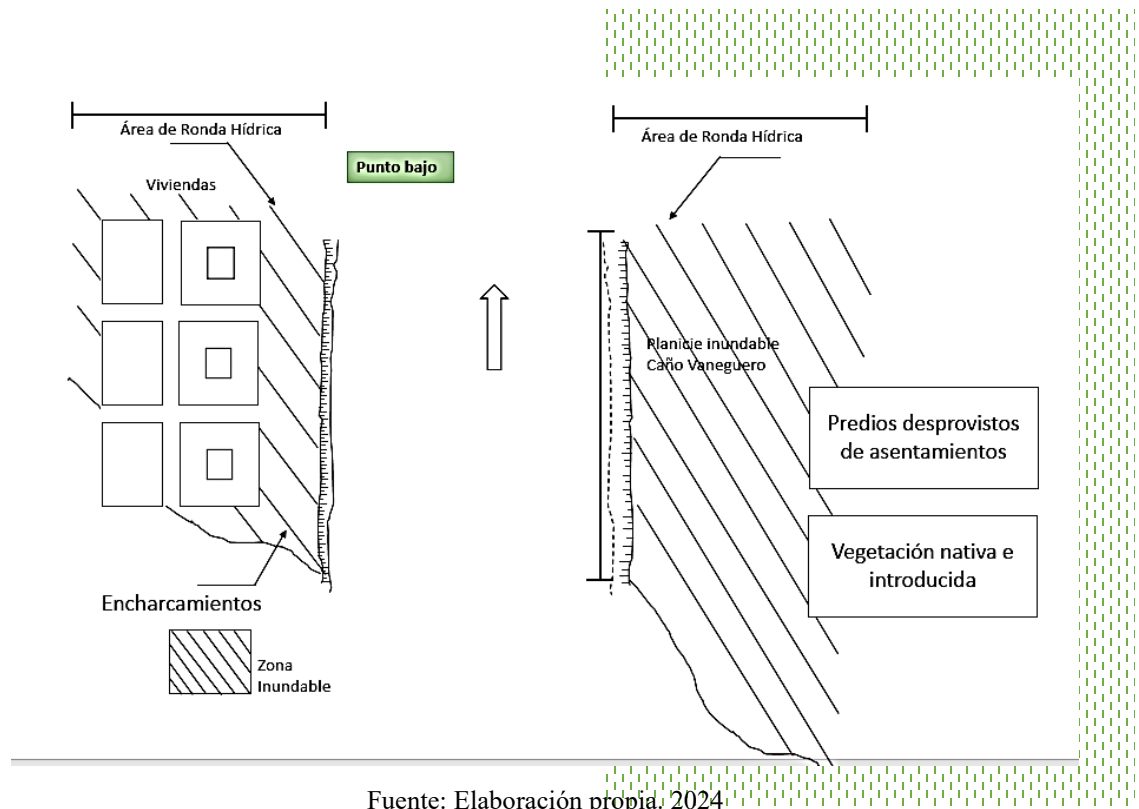 Área de Ronda Hídrica
Punto bajo
Viviendas
Encharcamientos
Zona
Inundable
Área de Ronda Hídrica
Planicie inundable
Caño Vaneguero
Predios desprovistos
de asentamientos
Vegetación nativa e
introducida
Fuente: Elaboración propia. 2024